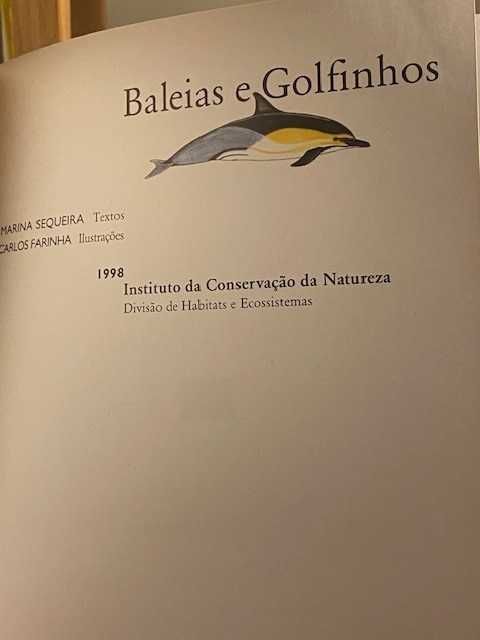 Baleias e Golfinhos
MARINA SEQUEIRA Textos
CARLOS FARINHA Ilustrações
1998
Instituto da Conservação da Natureza
Divisão de Habitats e Ecossistemas